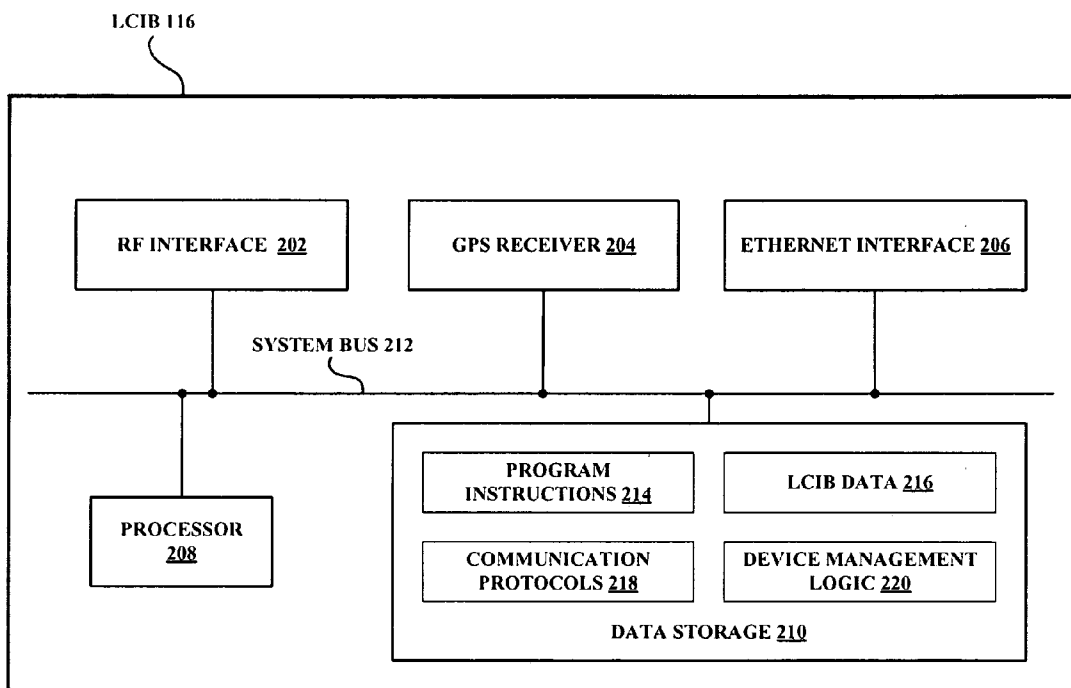 LCIB 116
RF INTERFACE 202
GPS RECEIVER 204
ETHERNET INTERFACE 206
SYSTEM BUS 212
PROCESSOR
208
PROGRAM
INSTRUCTIONS 214
LCIB DATA 216
COMMUNICATION
PROTOCOLS 218
DEVICE MANAGEMENT
LOGIC 220
DATA STORAGE 210